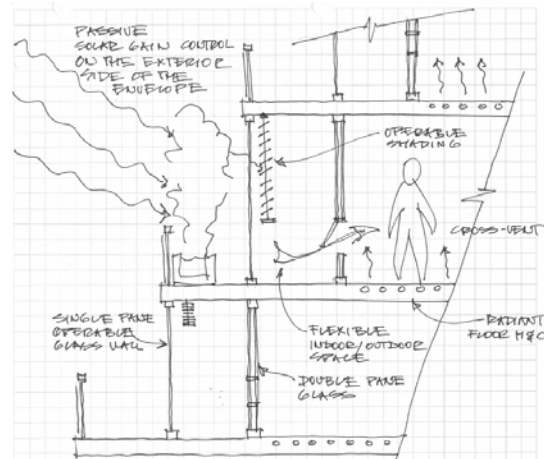 PASSIVE
SOLAR GAIN CONTROL
ON THE EXTERIOR
SIDE OF THE
ENVELOPE
OPERABLE
SHADING
CROSS-VENT
RADIANT
FLOOR H&C
SINGLE PANE
OPERABLE
GLASS WALL
FLEXIBLE
INDOOR/OUTDOOR
SPACE
DOUBLE PANE
GLASS